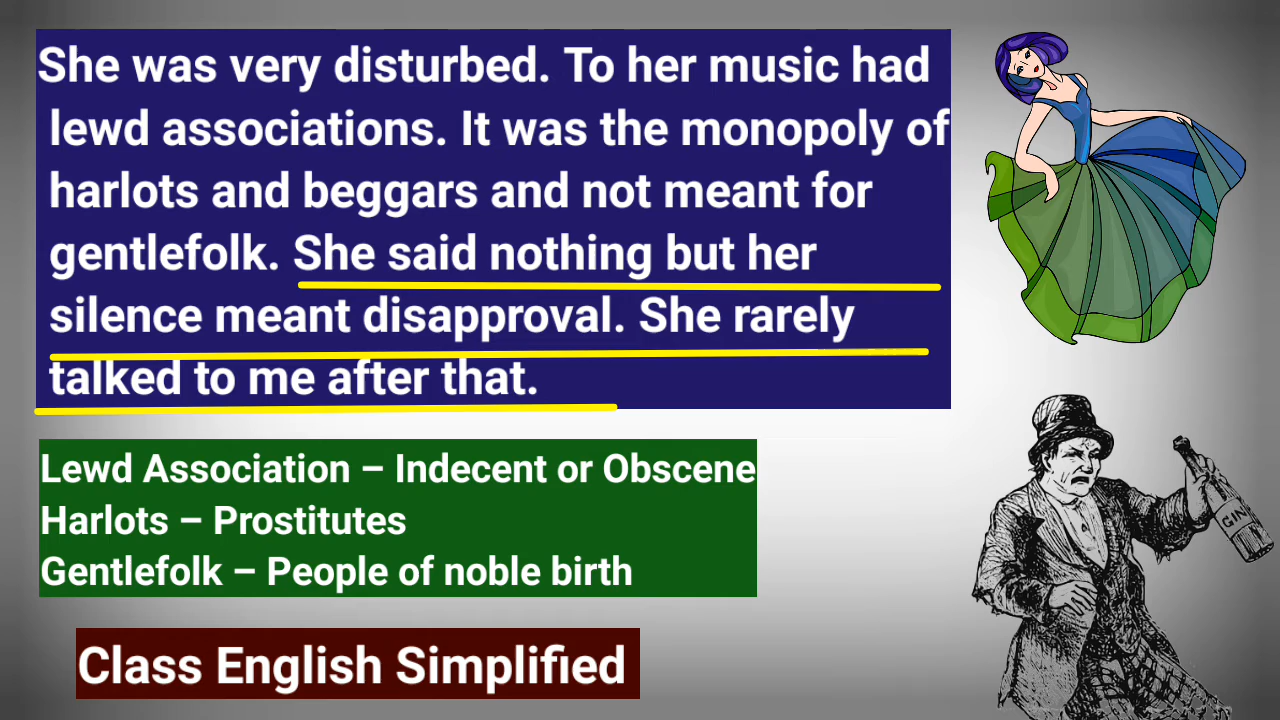 She was very disturbed. To her music had
lewd associations. It was the monopoly of
harlots and beggars and not meant for
gentlefolk. She said nothing but her
silence meant disapproval. She rarely
talked to me after that.
Lewd Association – Indecent or Obscene
Harlots – Prostitutes
Gentlefolk – People of noble birth
Class English Simplified
GIN